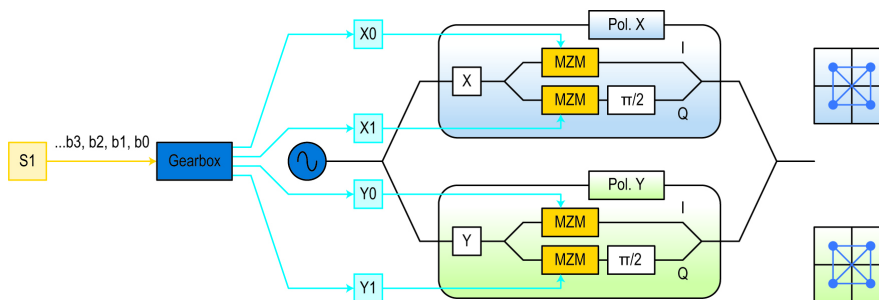 S1
...b3, b2, b1, b0
Gearbox
X0
X1
Y0
Y1
Pol. X
X
MZM
I
MZM
π/2
Q
Pol. Y
Y
MZM
I
MZM
π/2
Q